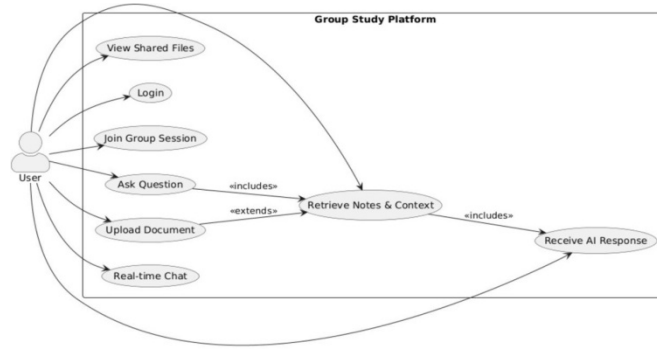 Group Study Platform
View Shared Files
Login
Join Group Session
User
Ask Question
«includes»
Retrieve Notes & Context
«extends»
Upload Document
«includes»
Receive AI Response
Real-time Chat